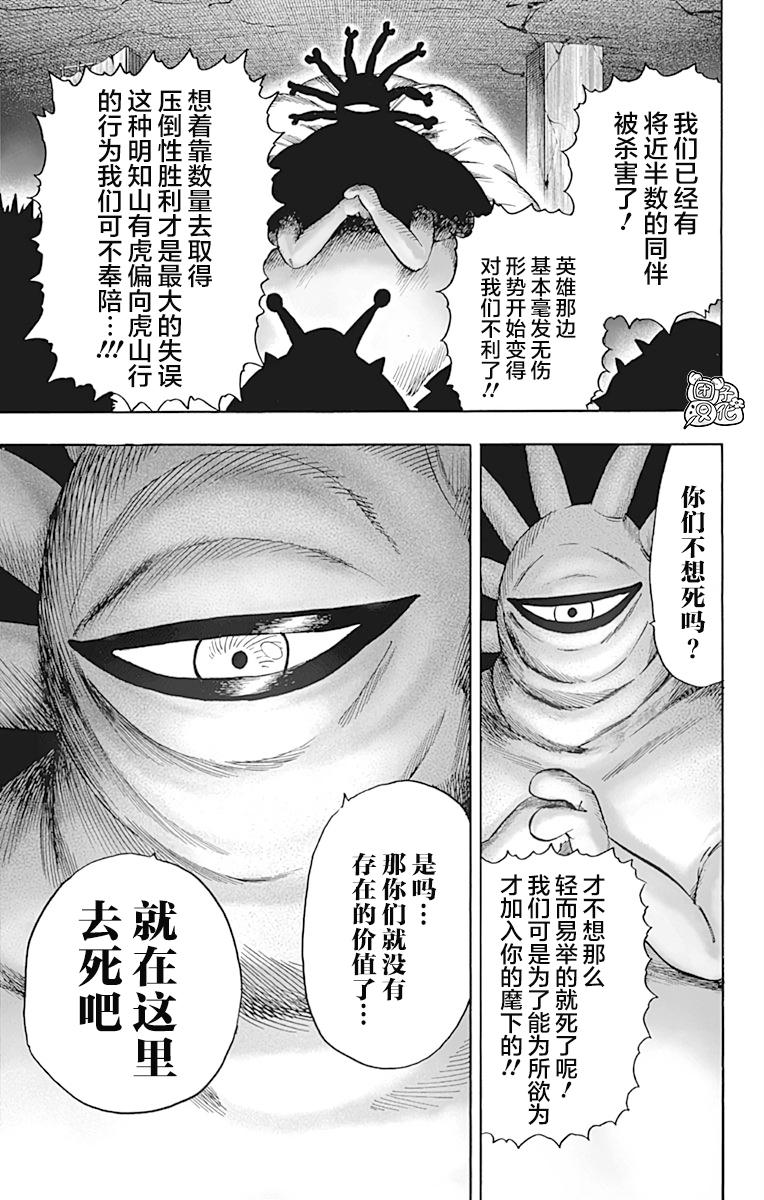 我们已经有
将近半数的同伴
被杀害了！
英雄那边
基本毫发无伤
形势开始变得
对我们不利了!!
想着靠数量去取得
压倒性胜利才是最大的失误
这种明知山有虎偏向虎山行
的行为我们可不奉陪…!!!
团子只化
你们不想死吗？
才不想那么
轻而易举的就死了呢！
我们可是为了能为所欲为
才加入你的麾下的!!
是吗…
那你们就没有
存在的价值了…
就在这里
去死吧